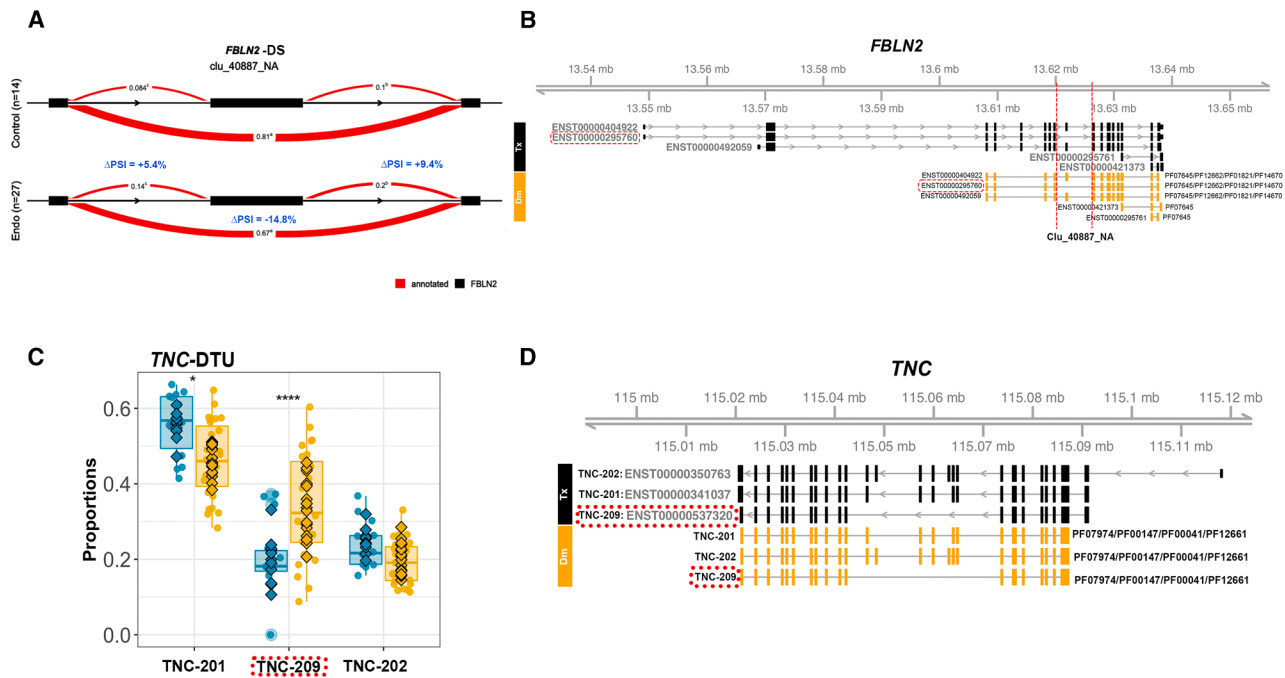 A
FBLN2 -DS
clu_40887_NA
Control (n=14)
0.084ᶜ
0.1ᵇ
0.81ᵃ
ΔPSI = +5.4%
ΔPSI = +9.4%
Endo (n=27)
0.14ᶜ
0.2ᵇ
ΔPSI = -14.8%
0.67ᵃ
annotated
FBLN2
B
FBLN2
13.54 mb
13.56 mb
13.58 mb
13.6 mb
13.62 mb
13.64 mb
13.55 mb
13.57 mb
13.59 mb
13.61 mb
13.63 mb
13.65 mb
Tx
ENST00000404922
ENST00000295760
ENST00000492059
ENST00000295761
ENST00000421373
Dm
ENST00000404922
PF07645/PF12662/PF01821/PF14670
ENST00000295760
PF07645/PF12662/PF01821/PF14670
ENST00000492059
PF07645/PF12662/PF01821/PF14670
ENST00000421373
PF07645
ENST00000295761
PF07645
Clu_40887_NA
C
TNC-DTU
Proportions
0.6
0.4
0.2
0.0
*
****
TNC-201
TNC-209
TNC-202
D
TNC
115 mb
115.02 mb
115.04 mb
115.06 mb
115.08 mb
115.1 mb
115.12 mb
115.01 mb
115.03 mb
115.05 mb
115.07 mb
115.09 mb
115.11 mb
Tx
TNC-202: ENST00000350763
TNC-201: ENST00000341037
TNC-209: ENST00000537320
Dm
TNC-201
PF07974/PF00147/PF00041/PF12661
TNC-202
PF07974/PF00147/PF00041/PF12661
TNC-209
PF07974/PF00147/PF00041/PF12661